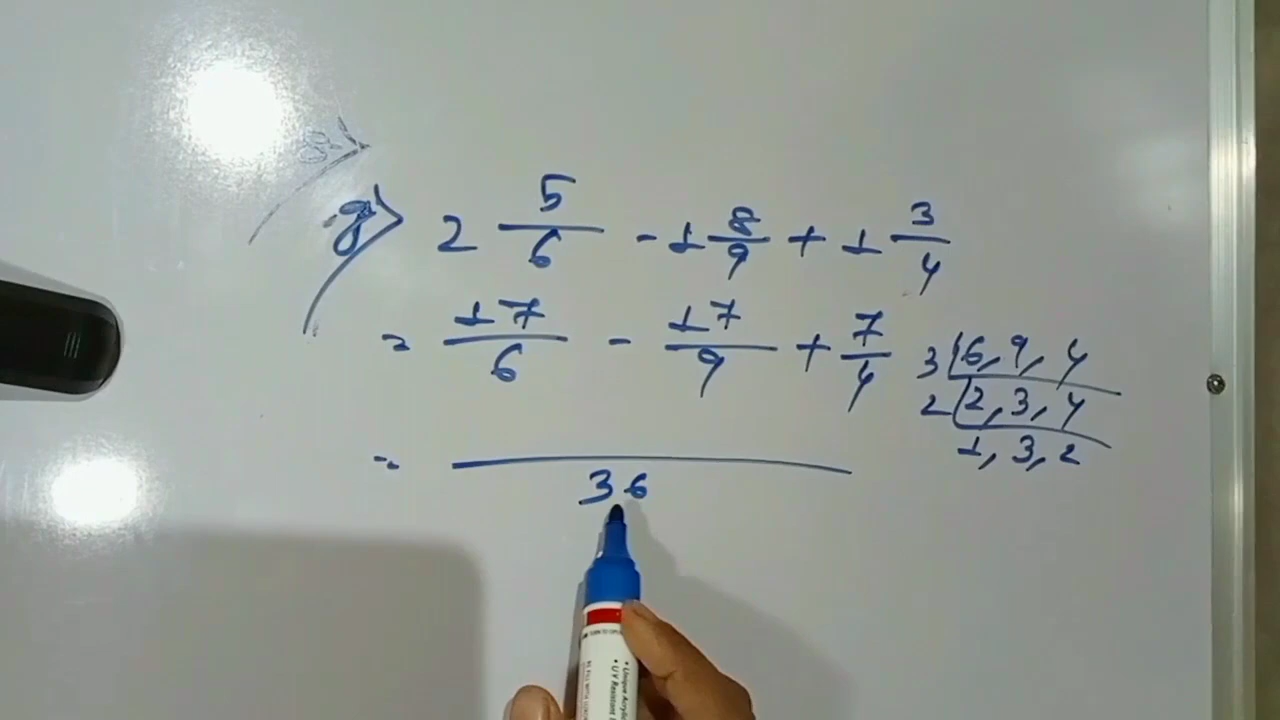 g> 2 5/6 - 1 8/9 + 1 3/4
= 17/6 - 17/9 + 7/4
3 | 6, 9, 4
2 | 2, 3, 4
1, 3, 2
= /36